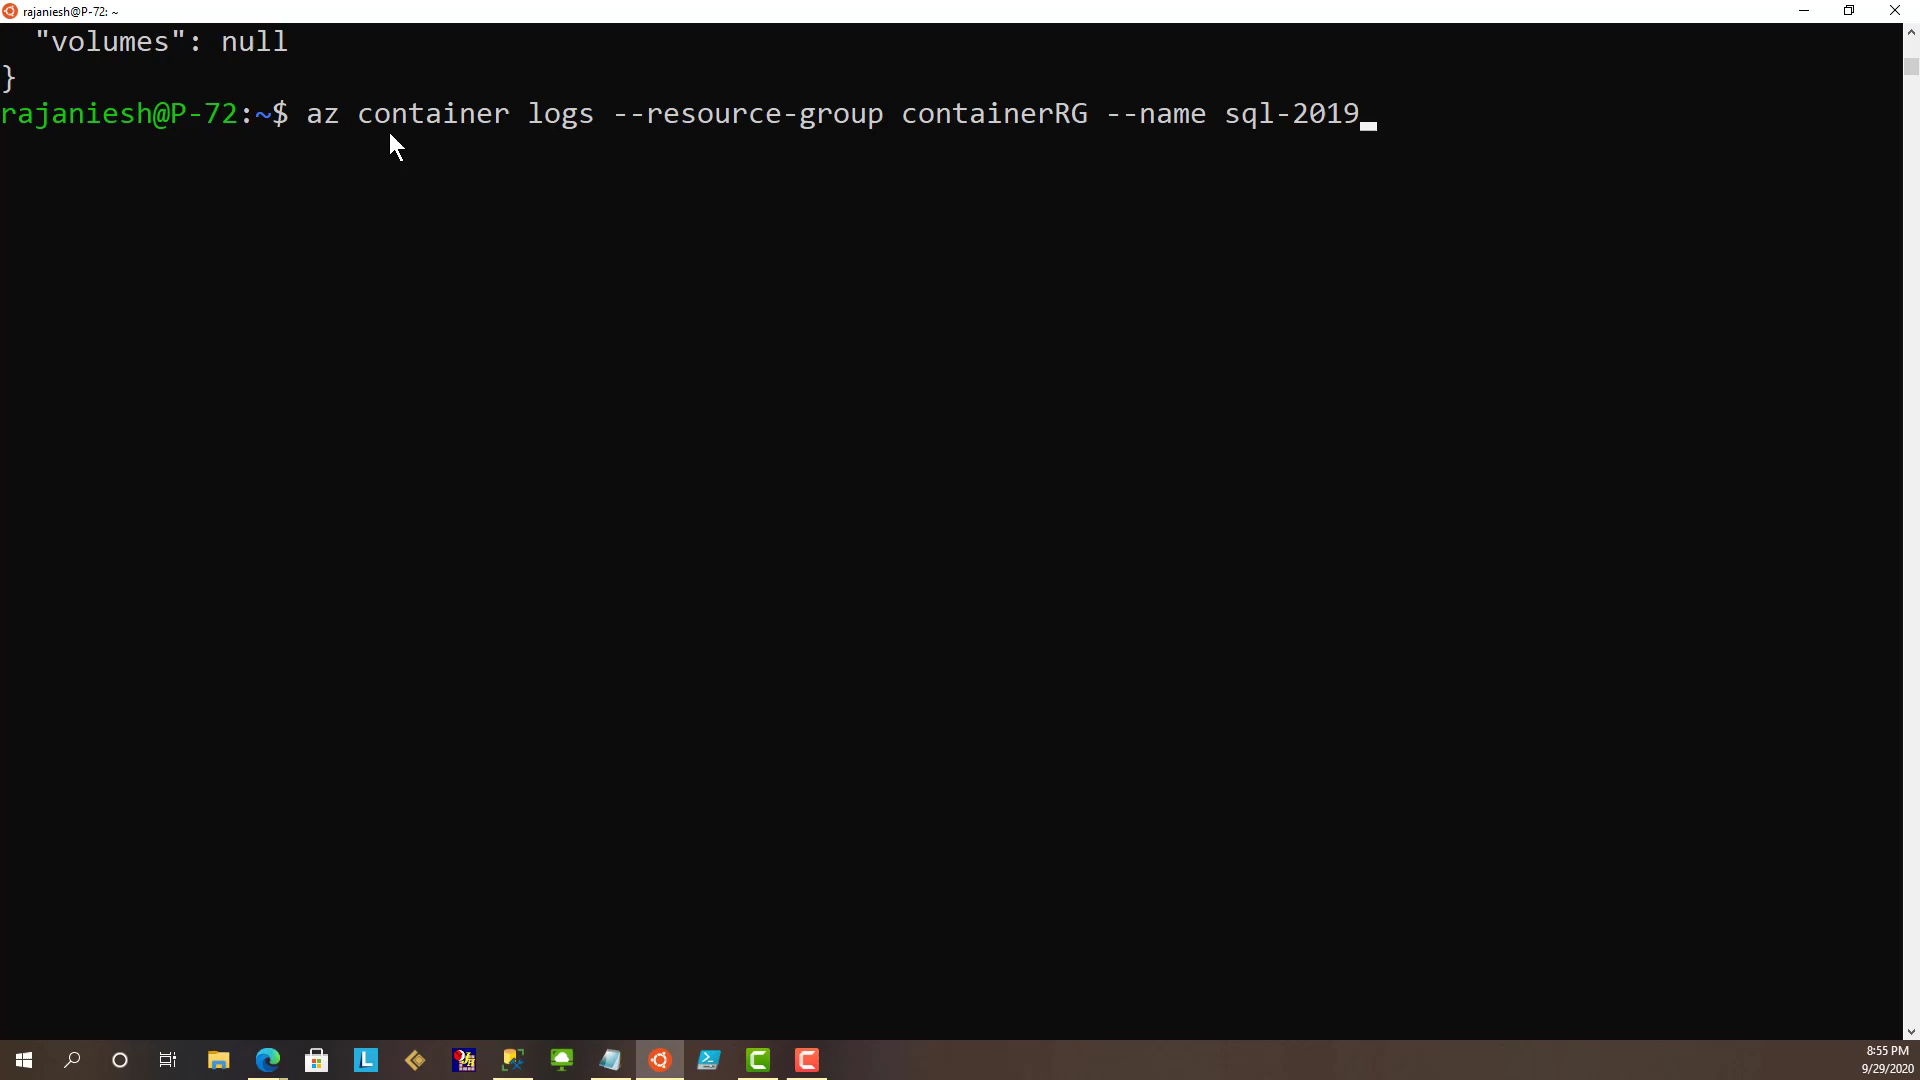 rajaniesh@P-72: ~
"volumes": null
}
rajaniesh@P-72:~$ az container logs --resource-group containerRG --name sql-2019
8:55 PM
9/29/2020